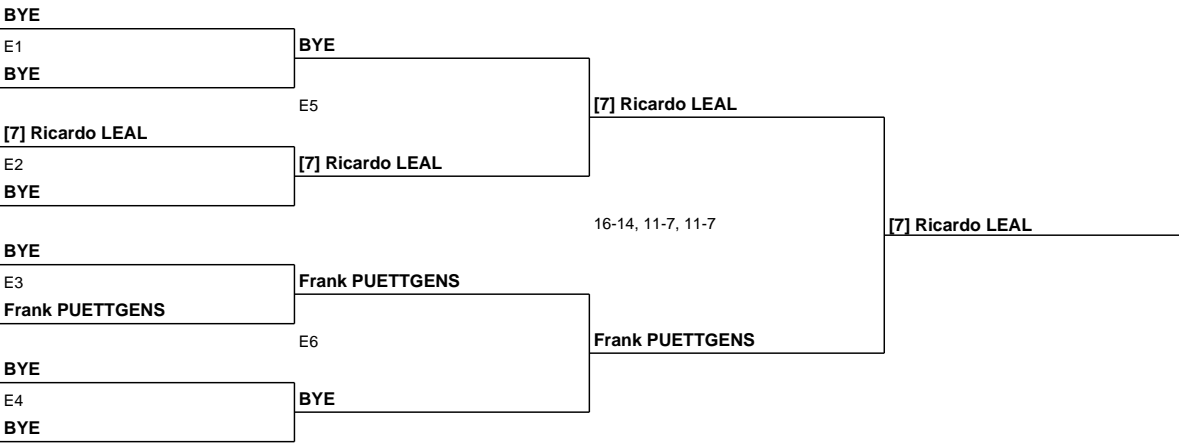 BYE
E1
BYE
BYE
E5
[7] Ricardo LEAL
[7] Ricardo LEAL
E2
[7] Ricardo LEAL
BYE
16-14, 11-7, 11-7
[7] Ricardo LEAL
BYE
E3
Frank PUETTGENS
Frank PUETTGENS
E6
Frank PUETTGENS
BYE
E4
BYE
BYE